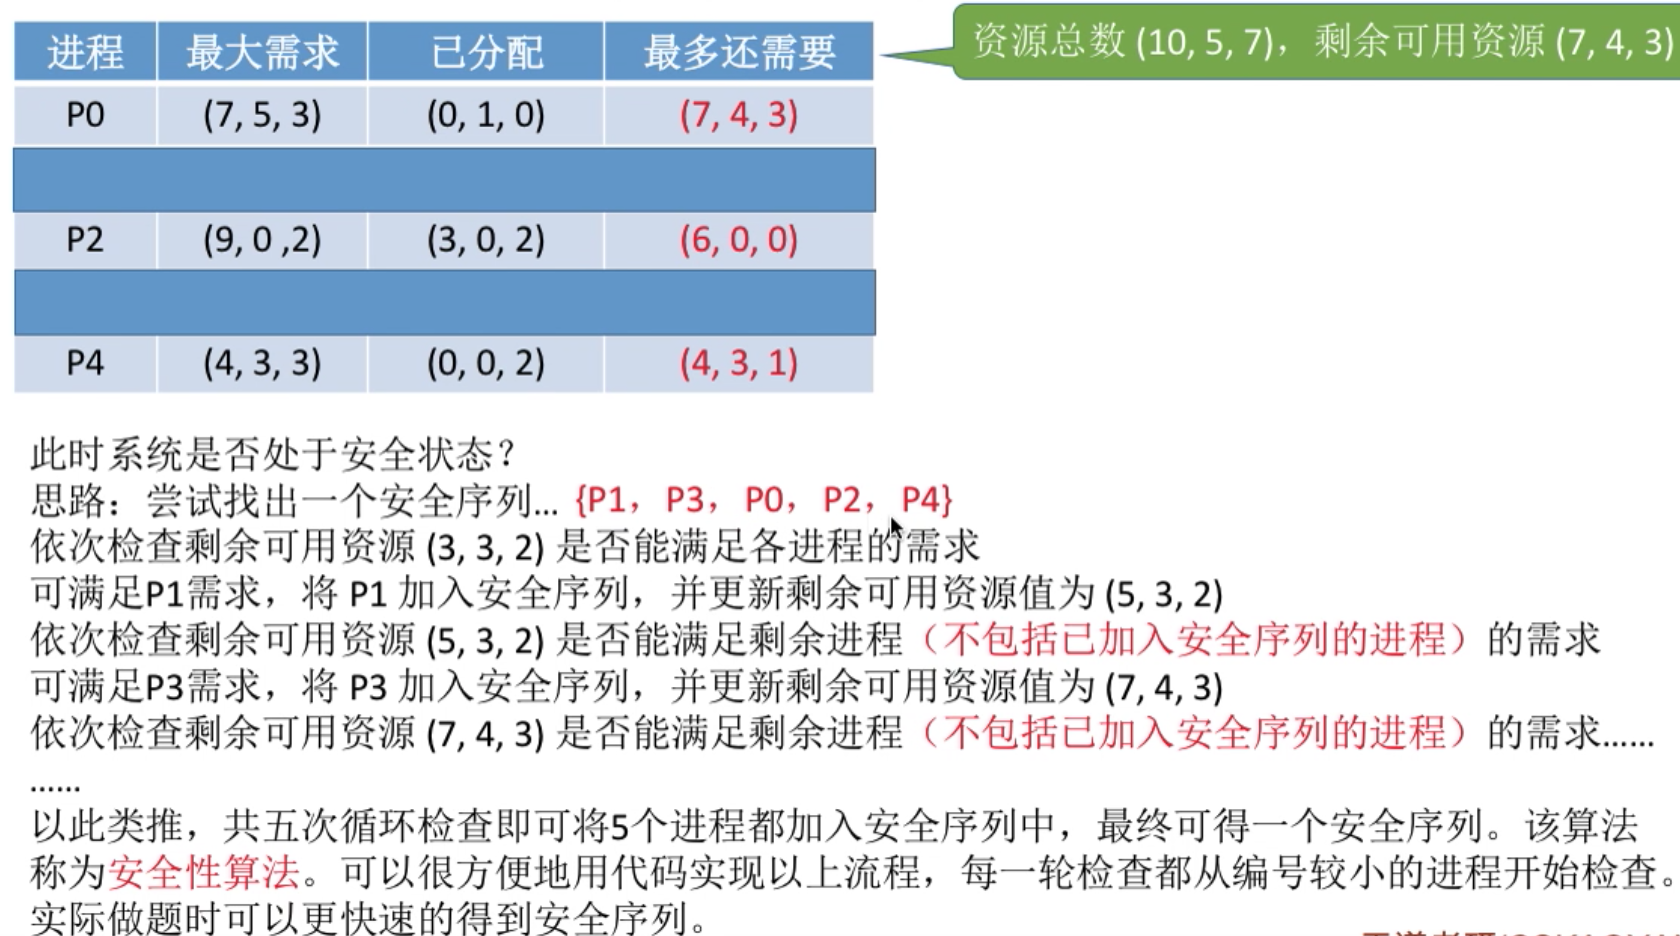 进程 最大需求 已分配 最多还需要
资源总数 (10, 5, 7)，剩余可用资源 (7, 4, 3)
P0 (7, 5, 3) (0, 1, 0) (7, 4, 3)
P2 (9, 0 ,2) (3, 0, 2) (6, 0, 0)
P4 (4, 3, 3) (0, 0, 2) (4, 3, 1)
此时系统是否处于安全状态？
思路：尝试找出一个安全序列... {P1，P3，P0，P2，P4}
依次检查剩余可用资源 (3, 3, 2) 是否能满足各进程的需求
可满足P1需求，将 P1 加入安全序列，并更新剩余可用资源值为 (5, 3, 2)
依次检查剩余可用资源 (5, 3, 2) 是否能满足剩余进程（不包括已加入安全序列的进程）的需求
可满足P3需求，将 P3 加入安全序列，并更新剩余可用资源值为 (7, 4, 3)
依次检查剩余可用资源 (7, 4, 3) 是否能满足剩余进程（不包括已加入安全序列的进程）的需求......
......
以此类推，共五次循环检查即可将5个进程都加入安全序列中，最终可得一个安全序列。该算法
称为安全性算法。可以很方便地用代码实现以上流程，每一轮检查都从编号较小的进程开始检查。
实际做题时可以更快速的得到安全序列。